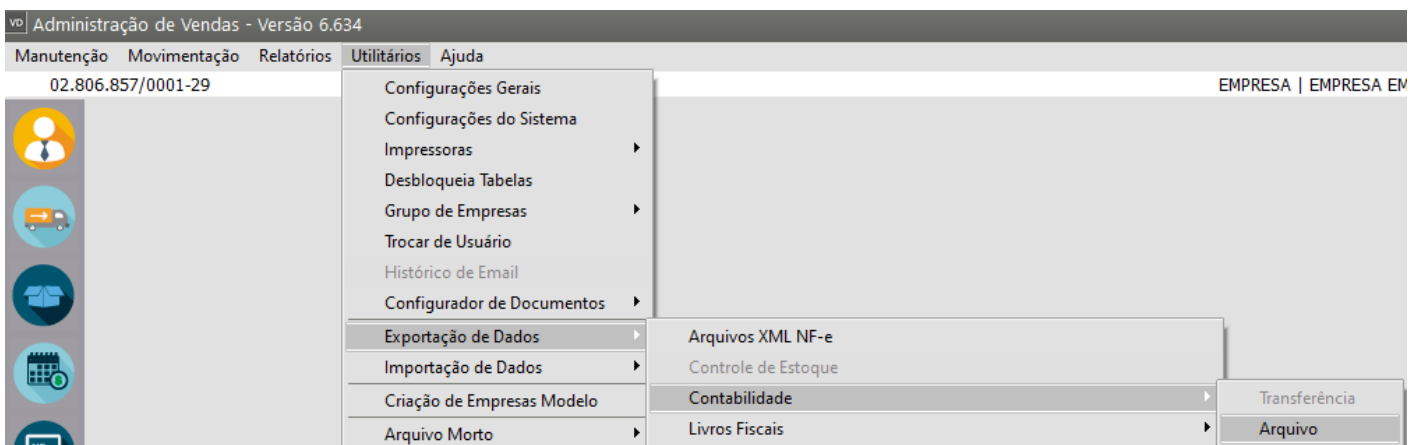 VD Administração de Vendas - Versão 6.634
Manutenção Movimentação Relatórios Utilitários Ajuda
02.806.857/0001-29 EMPRESA | EMPRESA EM
Configurações Gerais
Configurações do Sistema
Impressoras
Desbloqueia Tabelas
Grupo de Empresas
Trocar de Usuário
Histórico de Email
Configurador de Documentos
Exportação de Dados Arquivos XML NF-e
Importação de Dados Controle de Estoque
Criação de Empresas Modelo Contabilidade Transferência
Arquivo Morto Livros Fiscais Arquivo